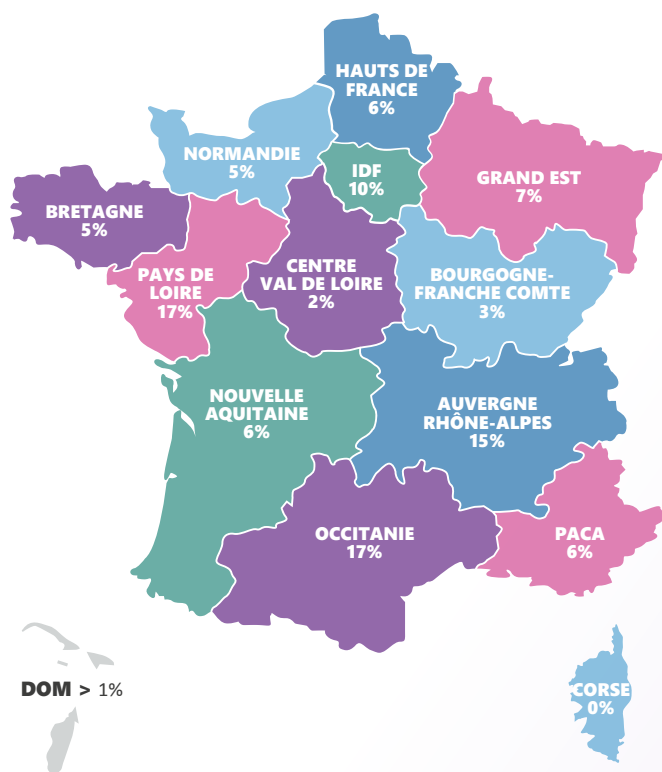 HAUTS DE
FRANCE
6%
NORMANDIE
5%
IDF
10%
GRAND EST
7%
BRETAGNE
5%
PAYS DE
LOIRE
17%
CENTRE
VAL DE LOIRE
2%
BOURGOGNE-
FRANCHE COMTE
3%
NOUVELLE
AQUITAINE
6%
AUVERGNE
RHÔNE-ALPES
15%
OCCITANIE
17%
PACA
6%
DOM > 1%
CORSE
0%